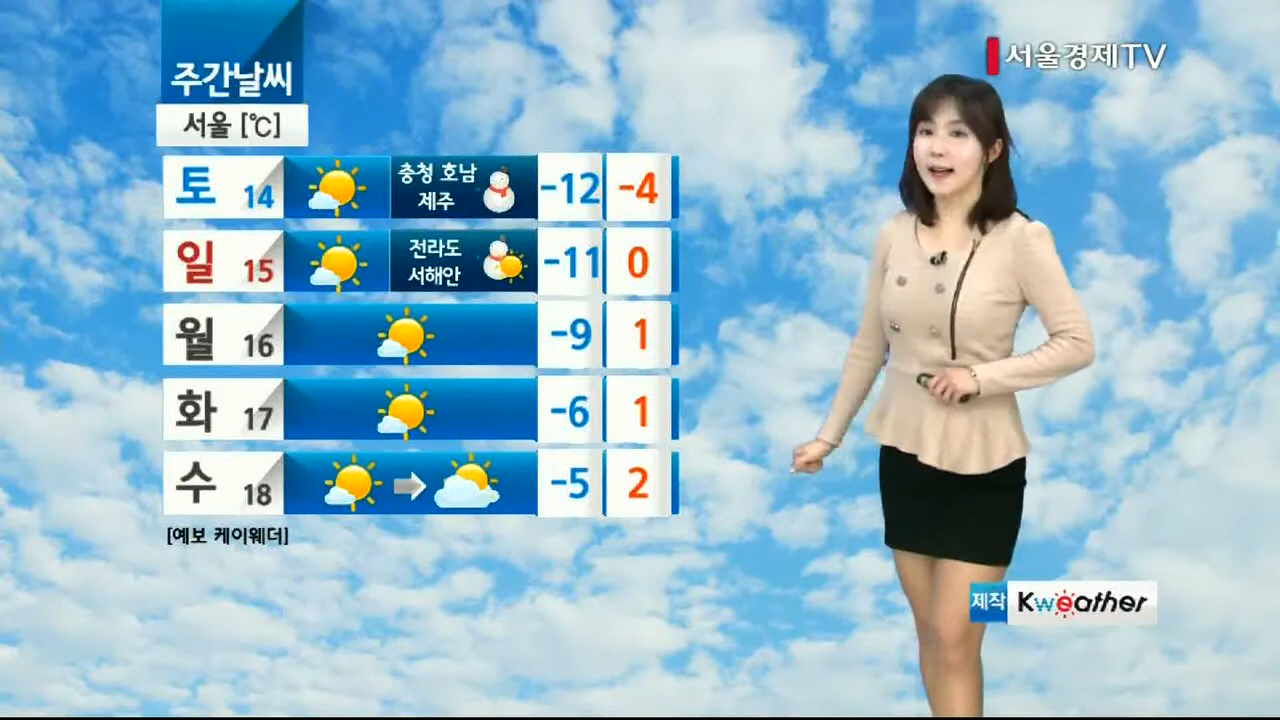 서울경제TV
주간날씨
서울 [℃]
토 14 충청 호남 제주 -12 -4
일 15 전라도 서해안 -11 0
월 16 -9 1
화 17 -6 1
수 18 -5 2
[예보 케이웨더]
제작 Kweather